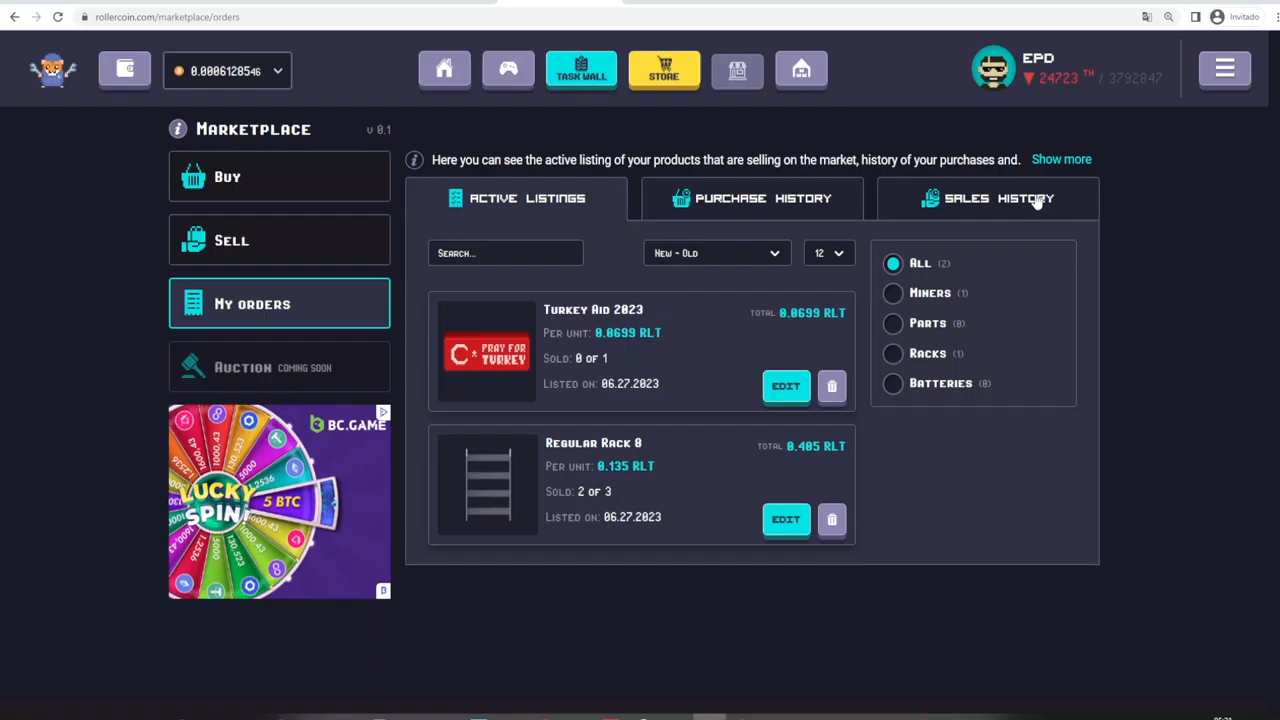 rollercoin.com/marketplace/orders
Invitado
0.0006128546
TASK WALL
STORE
EPD
24723 TH / 3792847
MARKETPLACE
v 0.1
BUY
SELL
MY ORDERS
AUCTION COMING SOON
BC.GAME
LUCKY
SPIN!
5 BTC
Here you can see the active listing of your products that are selling on the market, history of your purchases and. Show more
ACTIVE LISTINGS
PURCHASE HISTORY
SALES HISTORY
SEARCH...
NEW - OLD
12
ALL (2)
MINERS (1)
PARTS (0)
RACKS (1)
BATTERIES (0)
TURKEY AID 2023
TOTAL 0.0699 RLT
PER UNIT: 0.0699 RLT
SOLD: 0 OF 1
LISTED ON: 06.27.2023
PRAY FOR
TURKEY
EDIT
REGULAR RACK 8
TOTAL 0.405 RLT
PER UNIT: 0.135 RLT
SOLD: 2 OF 3
LISTED ON: 06.27.2023
EDIT